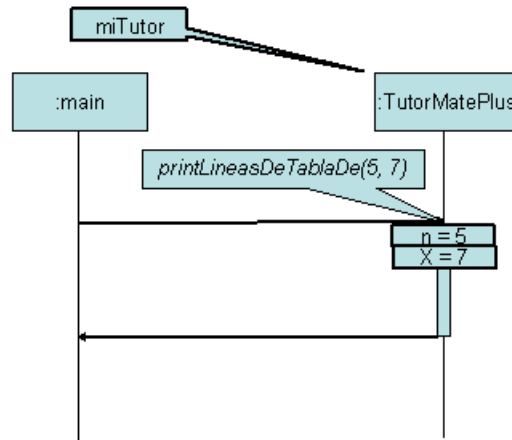 miTutor
:main
:TutorMatePlus
printLineasDeTablaDe(5, 7)
n = 5
X = 7